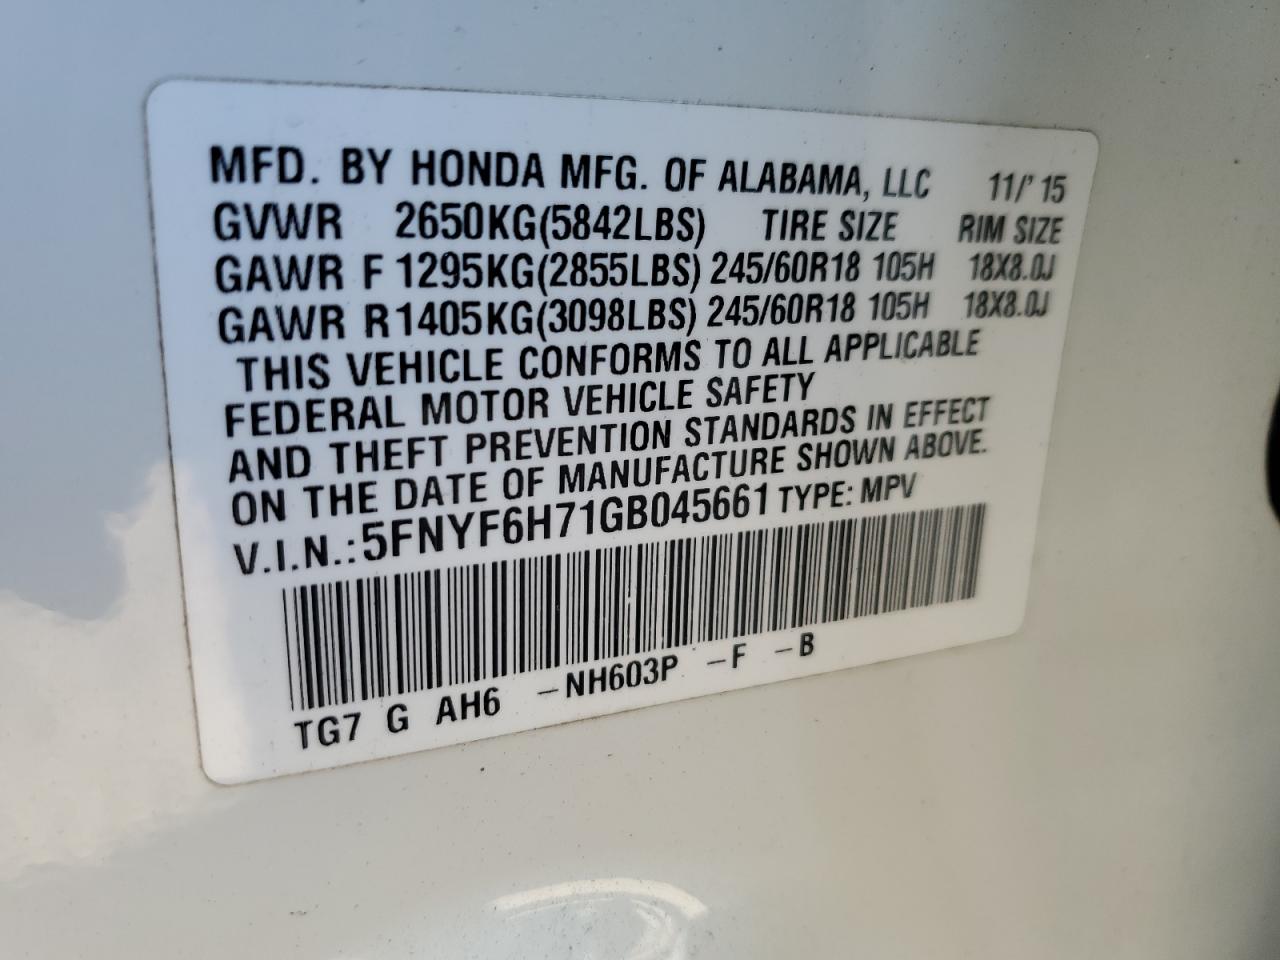 MFD. BY HONDA MFG. OF ALABAMA, LLC 11/'15
GVWR 2650KG(5842LBS) TIRE SIZE RIM SIZE
GAWR F 1295KG(2855LBS) 245/60R18 105H 18X8.0J
GAWR R 1405KG(3098LBS) 245/60R18 105H 18X8.0J
THIS VEHICLE CONFORMS TO ALL APPLICABLE
FEDERAL MOTOR VEHICLE SAFETY
AND THEFT PREVENTION STANDARDS IN EFFECT
ON THE DATE OF MANUFACTURE SHOWN ABOVE.
V.I.N.: 5FNYF6H71GB045661 TYPE: MPV
TG7 G AH6 -NH603P -F -B